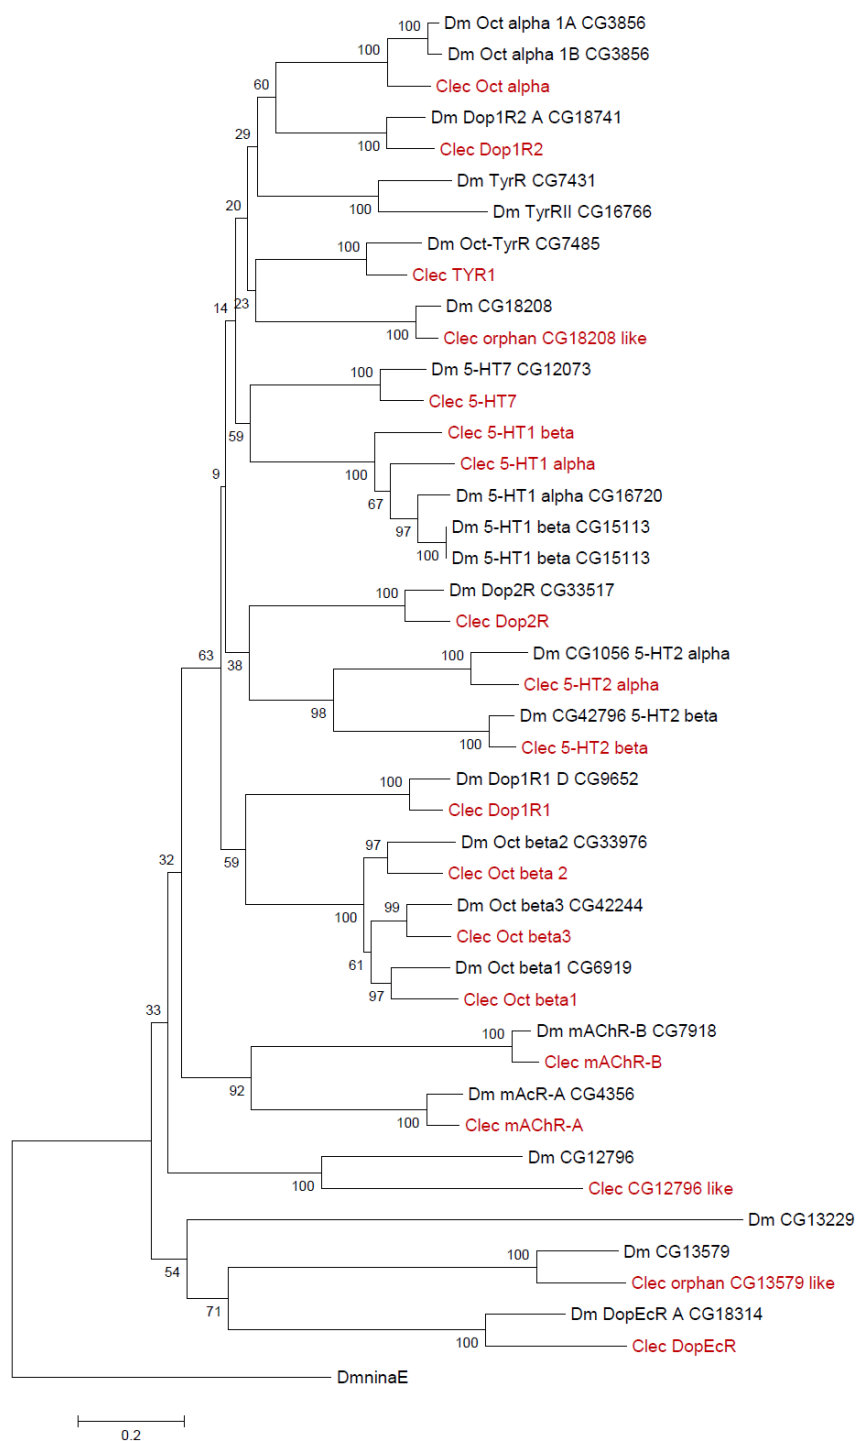 100
Dm Oct alpha 1A CG3856
100
Dm Oct alpha 1B CG3856
60
Clec Oct alpha
29
Dm Dop1R2 A CG18741
100
Clec Dop1R2
Dm TyrR CG7431
20
100
Dm TyrRII CG16766
100
Dm Oct-TyrR CG7485
Clec TYR1
14
23
Dm CG18208
100
Clec orphan CG18208 like
100
Dm 5-HT7 CG12073
Clec 5-HT7
59
Clec 5-HT1 beta
9
100
Clec 5-HT1 alpha
67
Dm 5-HT1 alpha CG16720
97
Dm 5-HT1 beta CG15113
100
Dm 5-HT1 beta CG15113
100
Dm Dop2R CG33517
Clec Dop2R
63
38
100
Dm CG1056 5-HT2 alpha
Clec 5-HT2 alpha
98
Dm CG42796 5-HT2 beta
100
Clec 5-HT2 beta
100
Dm Dop1R1 D CG9652
Clec Dop1R1
32
59
97
Dm Oct beta2 CG33976
Clec Oct beta 2
100
99
Dm Oct beta3 CG42244
Clec Oct beta3
61
Dm Oct beta1 CG6919
97
Clec Oct beta1
33
100
Dm mAChR-B CG7918
Clec mAChR-B
92
Dm mAcR-A CG4356
100
Clec mAChR-A
Dm CG12796
100
Clec CG12796 like
Dm CG13229
54
100
Dm CG13579
Clec orphan CG13579 like
71
Dm DopEcR A CG18314
100
Clec DopEcR
DmninaE
0.2